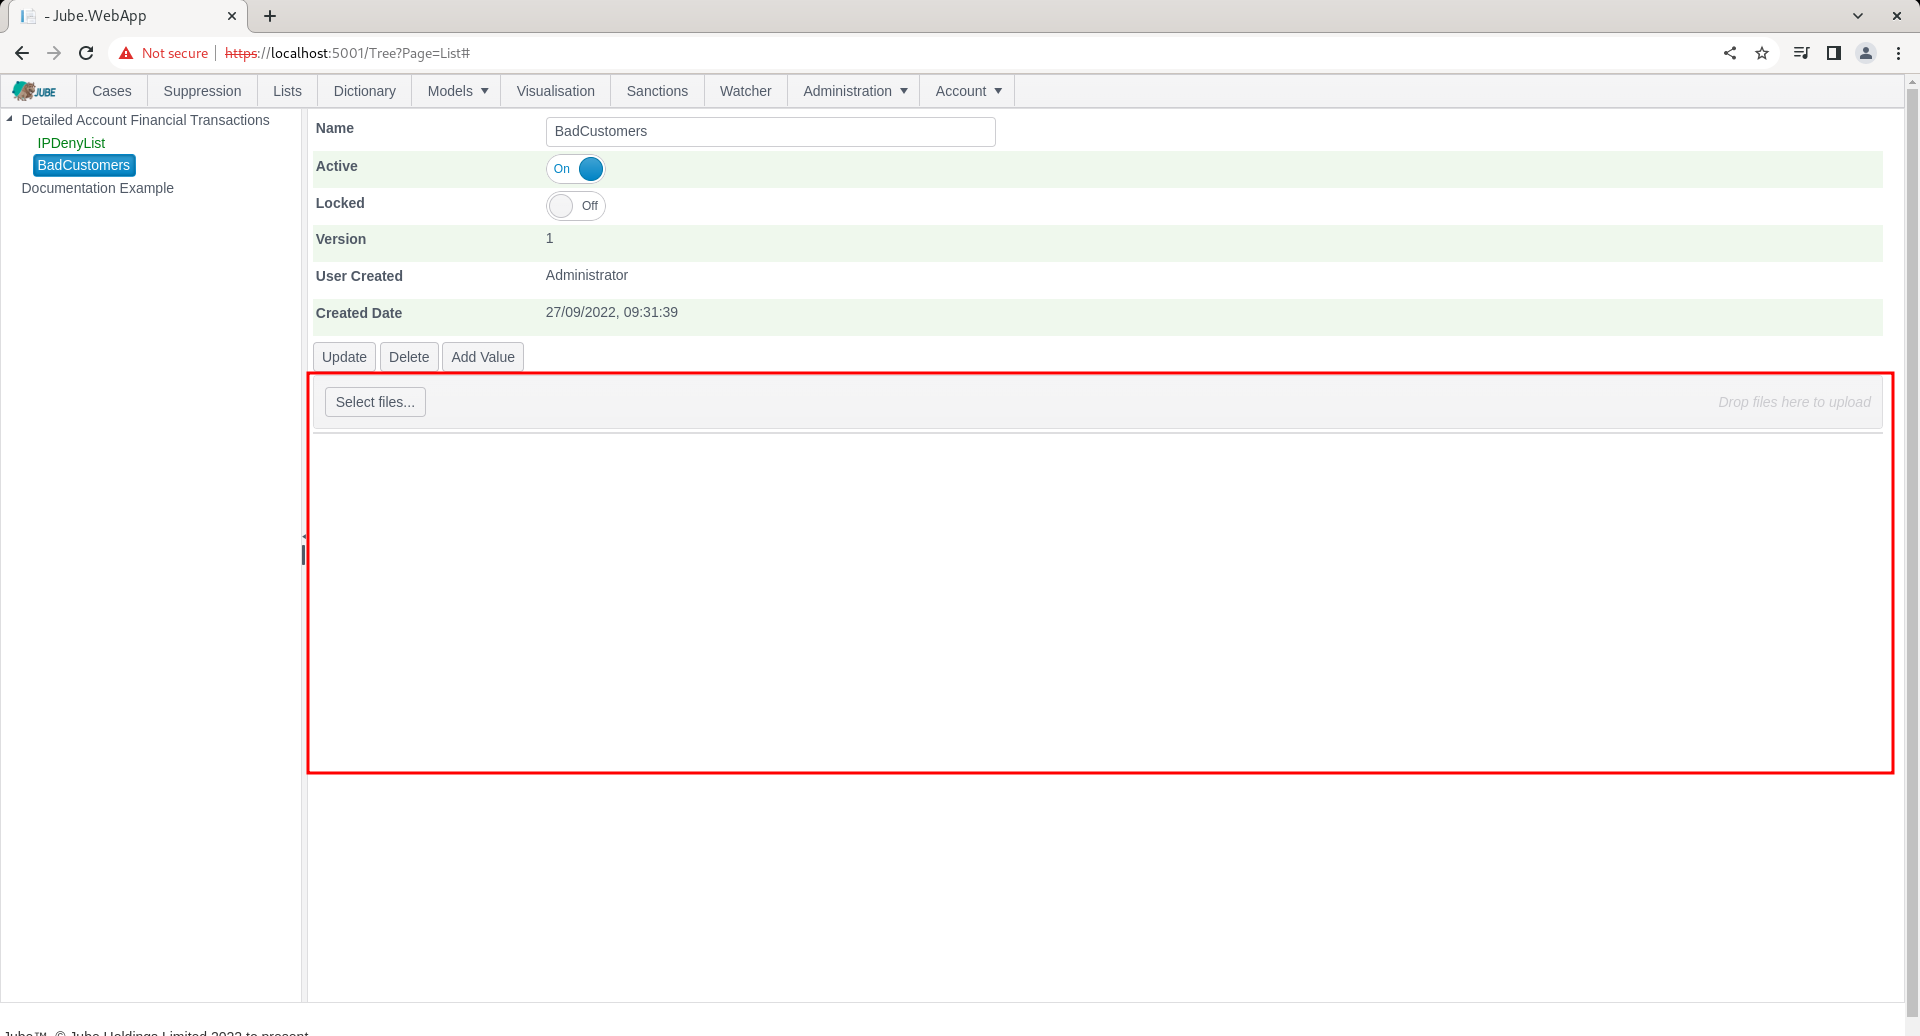 - Jube.WebApp
Not secure https://localhost:5001/Tree?Page=List#
JUBE Cases Suppression Lists Dictionary Models Visualisation Sanctions Watcher Administration Account
Detailed Account Financial Transactions
IPDenyList
BadCustomers
Documentation Example
Name BadCustomers
Active On
Locked Off
Version 1
User Created Administrator
Created Date 27/09/2022, 09:31:39
Update Delete Add Value
Select files... Drop files here to upload
Jube™. © Jube Holdings Limited 2022 to present